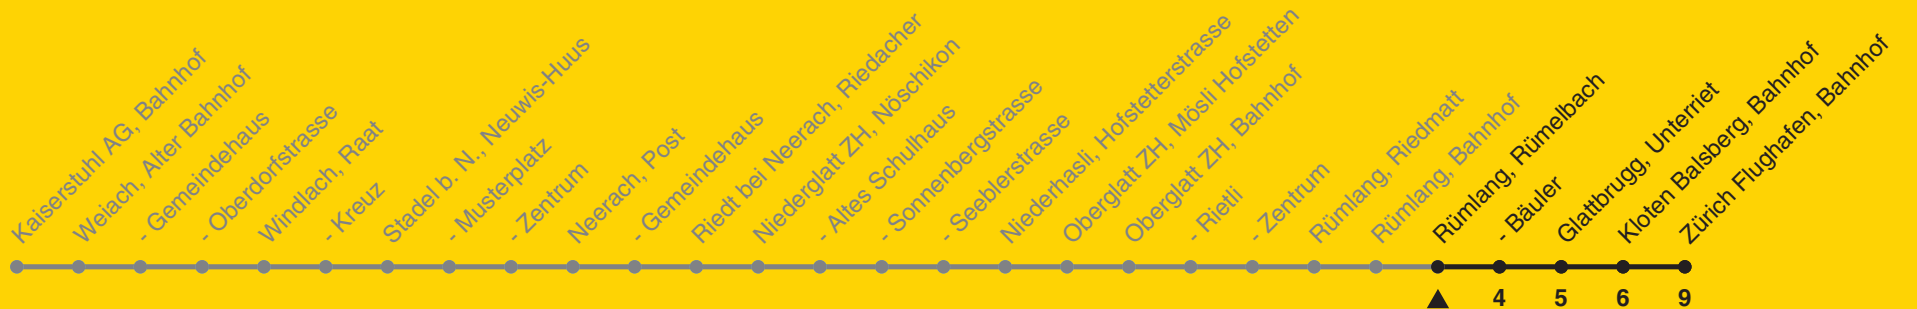 Kaiserstuhl AG, Bahnhof
Weiach, Alter Bahnhof
- Gemeindehaus
- Oberdorfstrasse
Windlach, Raat
- Kreuz
Stadel b. N., Neuwis-Huus
- Musterplatz
- Zentrum
Neerach, Post
- Gemeindehaus
Riedt bei Neerach, Riedacher
Niederglatt ZH, Nöschikon
- Altes Schulhaus
- Sonnenbergstrasse
- Seeblerstrasse
Niederhasli, Hofstetterstrasse
Oberglatt ZH, Mösli Hofstetten
Oberglatt ZH, Bahnhof
- Rietli
- Zentrum
Rümlang, Riedmatt
Rümlang, Bahnhof
Rümlang, Rümelbach
- Bäuler
Glattbrugg, Unterriet
Kloten Balsberg, Bahnhof
Zürich Flughafen, Bahnhof
4 5 6 9